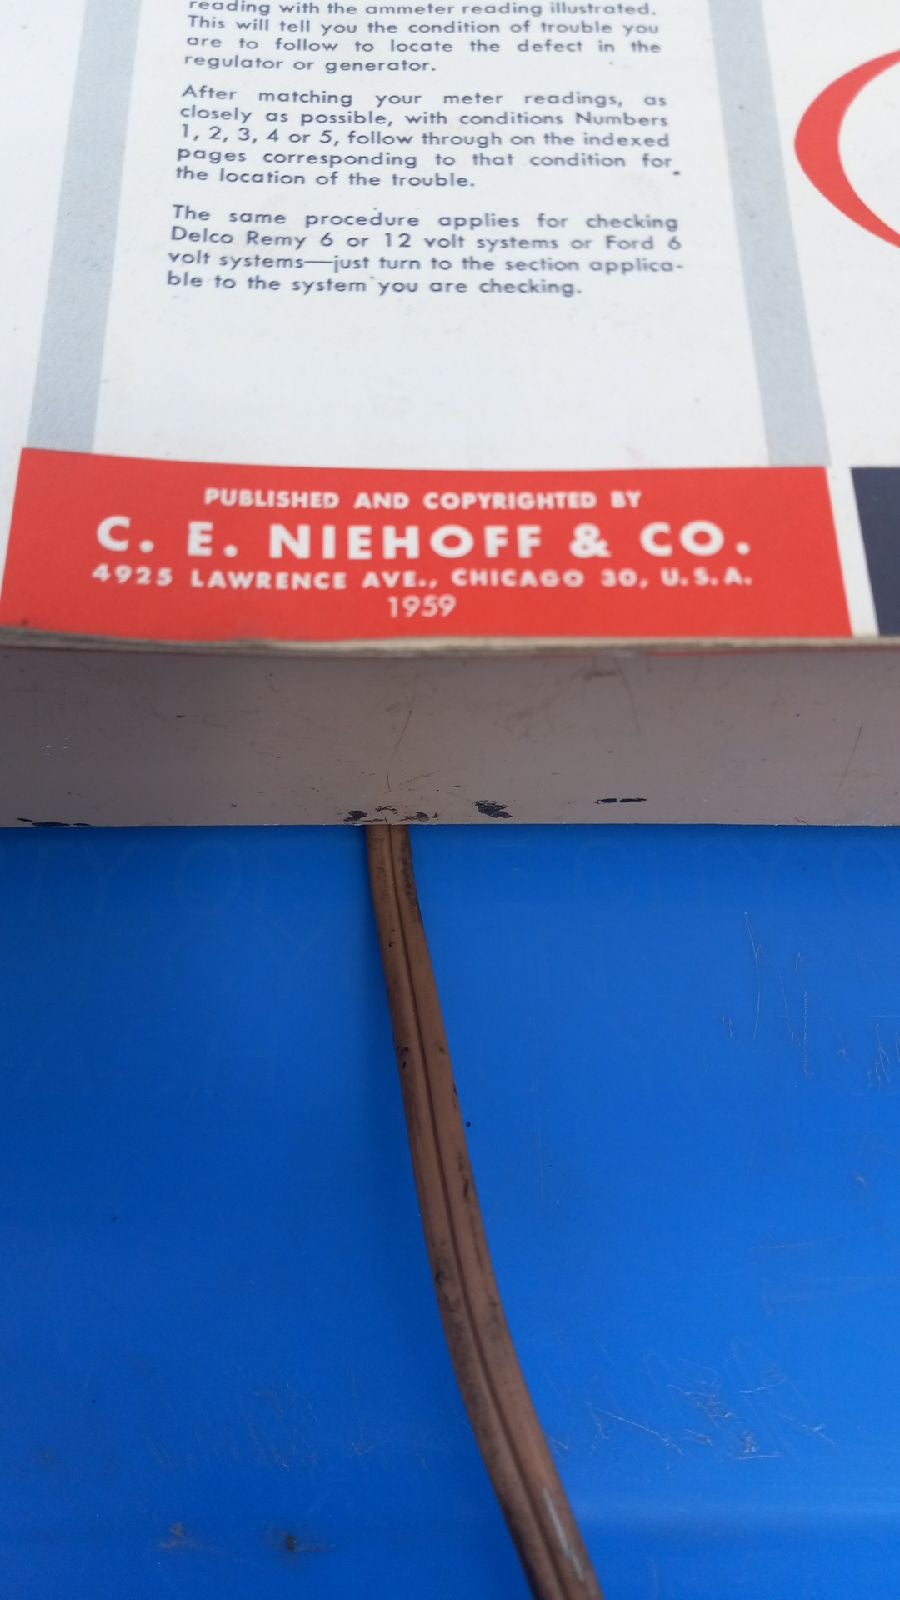 reading with the ammeter reading illustrated.
This will tell you the condition of trouble you
are to follow to locate the defect in the
regulator or generator.
After matching your meter readings, as
closely as possible, with conditions Numbers
1, 2, 3, 4 or 5, follow through on the indexed
pages corresponding to that condition for
the location of the trouble.
The same procedure applies for checking
Delco Remy 6 or 12 volt systems or Ford 6
volt systems—just turn to the section applica-
ble to the system you are checking.
PUBLISHED AND COPYRIGHTED BY
C. E. NIEHOFF & CO.
4925 LAWRENCE AVE., CHICAGO 30, U.S.A.
1959